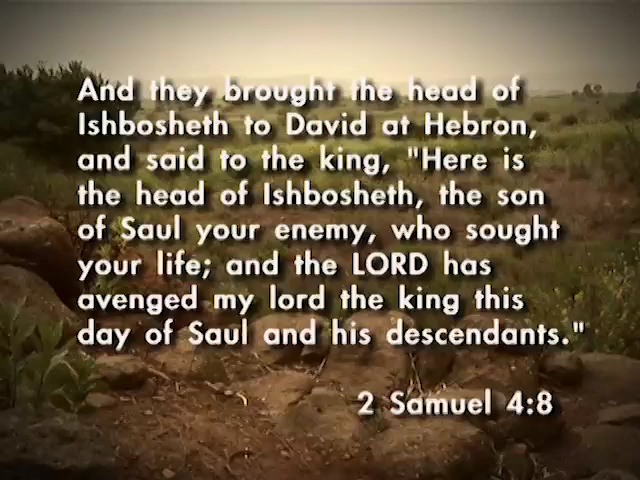 And they brought the head of
Ishbosheth to David at Hebron,
and said to the king, "Here is
the head of Ishbosheth, the son
of Saul your enemy, who sought
your life; and the LORD has
avenged my lord the king this
day of Saul and his descendants."
2 Samuel 4:8